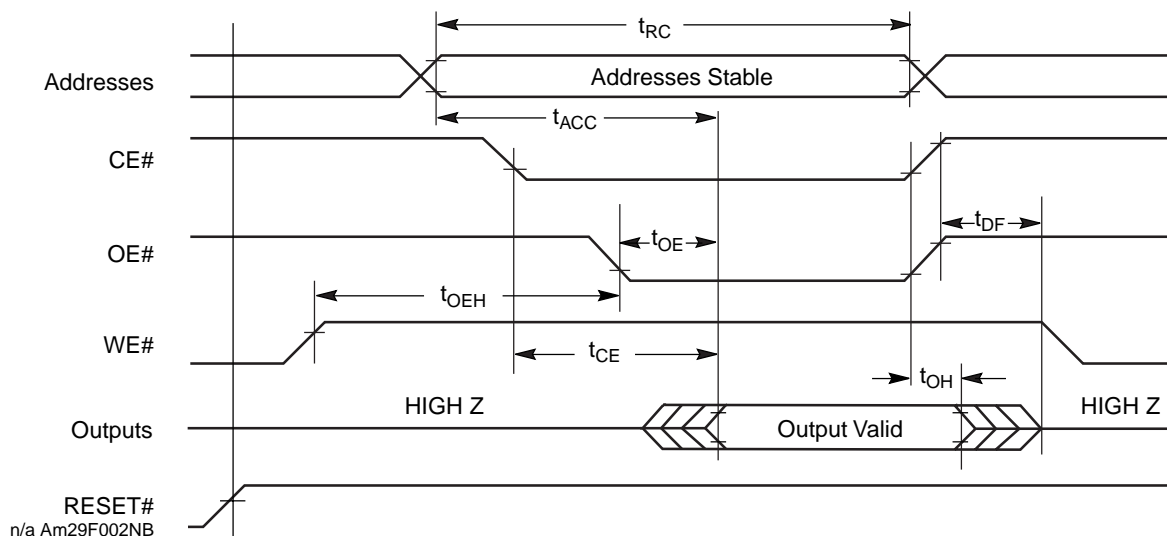 tRC
Addresses
Addresses Stable
tACC
CE#
tDF
OE#
tOE
tOEH
WE#
tCE
tOH
HIGH Z
HIGH Z
Outputs
Output Valid
RESET#
n/a Am29F002NB